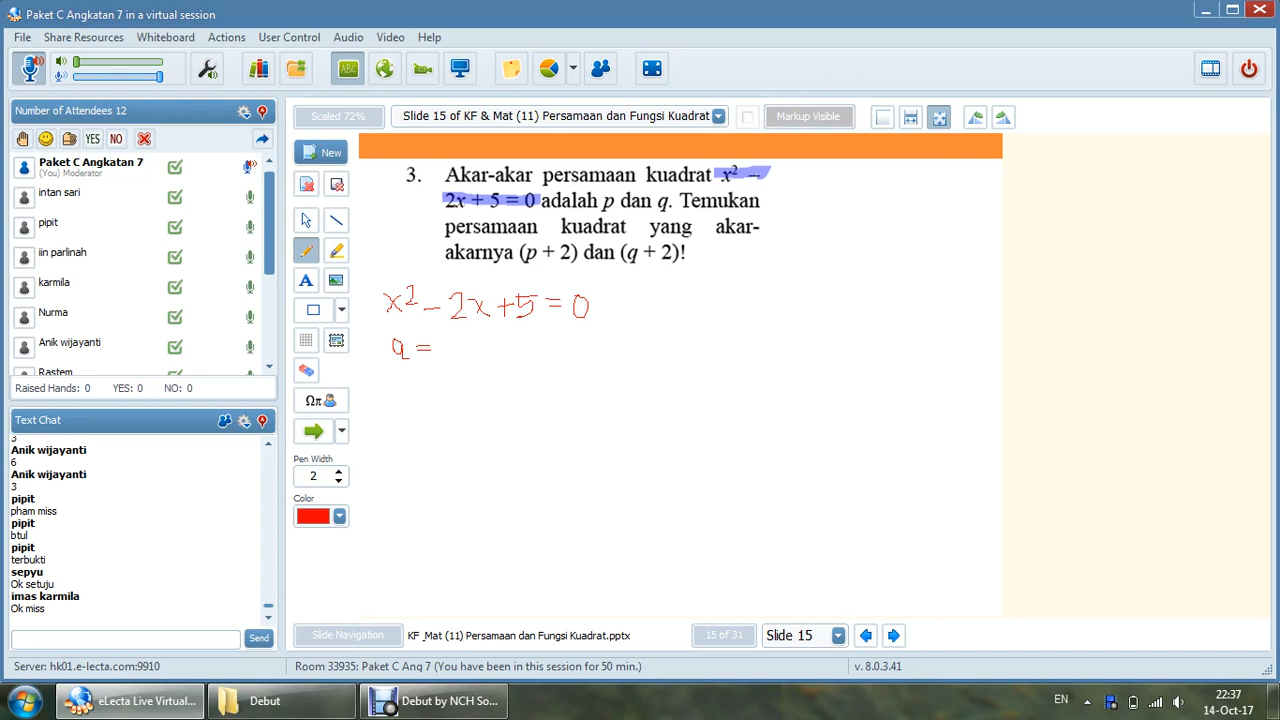 Paket C Angkatan 7 in a virtual session
File Share Resources Whiteboard Actions User Control Audio Video Help
ABC
Number of Attendees 12
YES NO
Paket C Angkatan 7
(You) Moderator
intan sari
pipit
iin parlinah
karmila
Nurma
Anik wijayanti
Rastem
Raised Hands: 0 YES: 0 NO: 0
Text Chat
3
Anik wijayanti
6
Anik wijayanti
3
pipit
pham miss
pipit
btul
pipit
terbukti
sepyu
Ok setuju
imas karmila
Ok miss
Send
Scaled 72% Slide 15 of KF & Mat (11) Persamaan dan Fungsi Kuadrat Markup Visible
New
A
Ωπ
Pen Width
2
Color
3. Akar-akar persamaan kuadrat x² −
2x + 5 = 0 adalah p dan q. Temukan
persamaan kuadrat yang akar-
akarnya (p + 2) dan (q + 2)!
x² − 2x + 5 = 0
a =
Slide Navigation KF_Mat (11) Persamaan dan Fungsi Kuadrat.pptx 15 of 31 Slide 15
Server: hk01.e-lecta.com:9910 Room 33935: Paket C Ang 7 (You have been in this session for 50 min.) v. 8.0.3.41
eLecta Live Virtual... Debut Debut by NCH So... EN 22:37
14-Oct-17